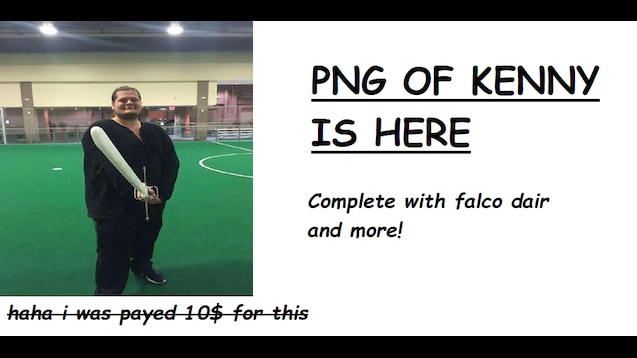 PNG OF KENNY
IS HERE
Complete with falco dair
and more!
haha i was payed 10$ for this